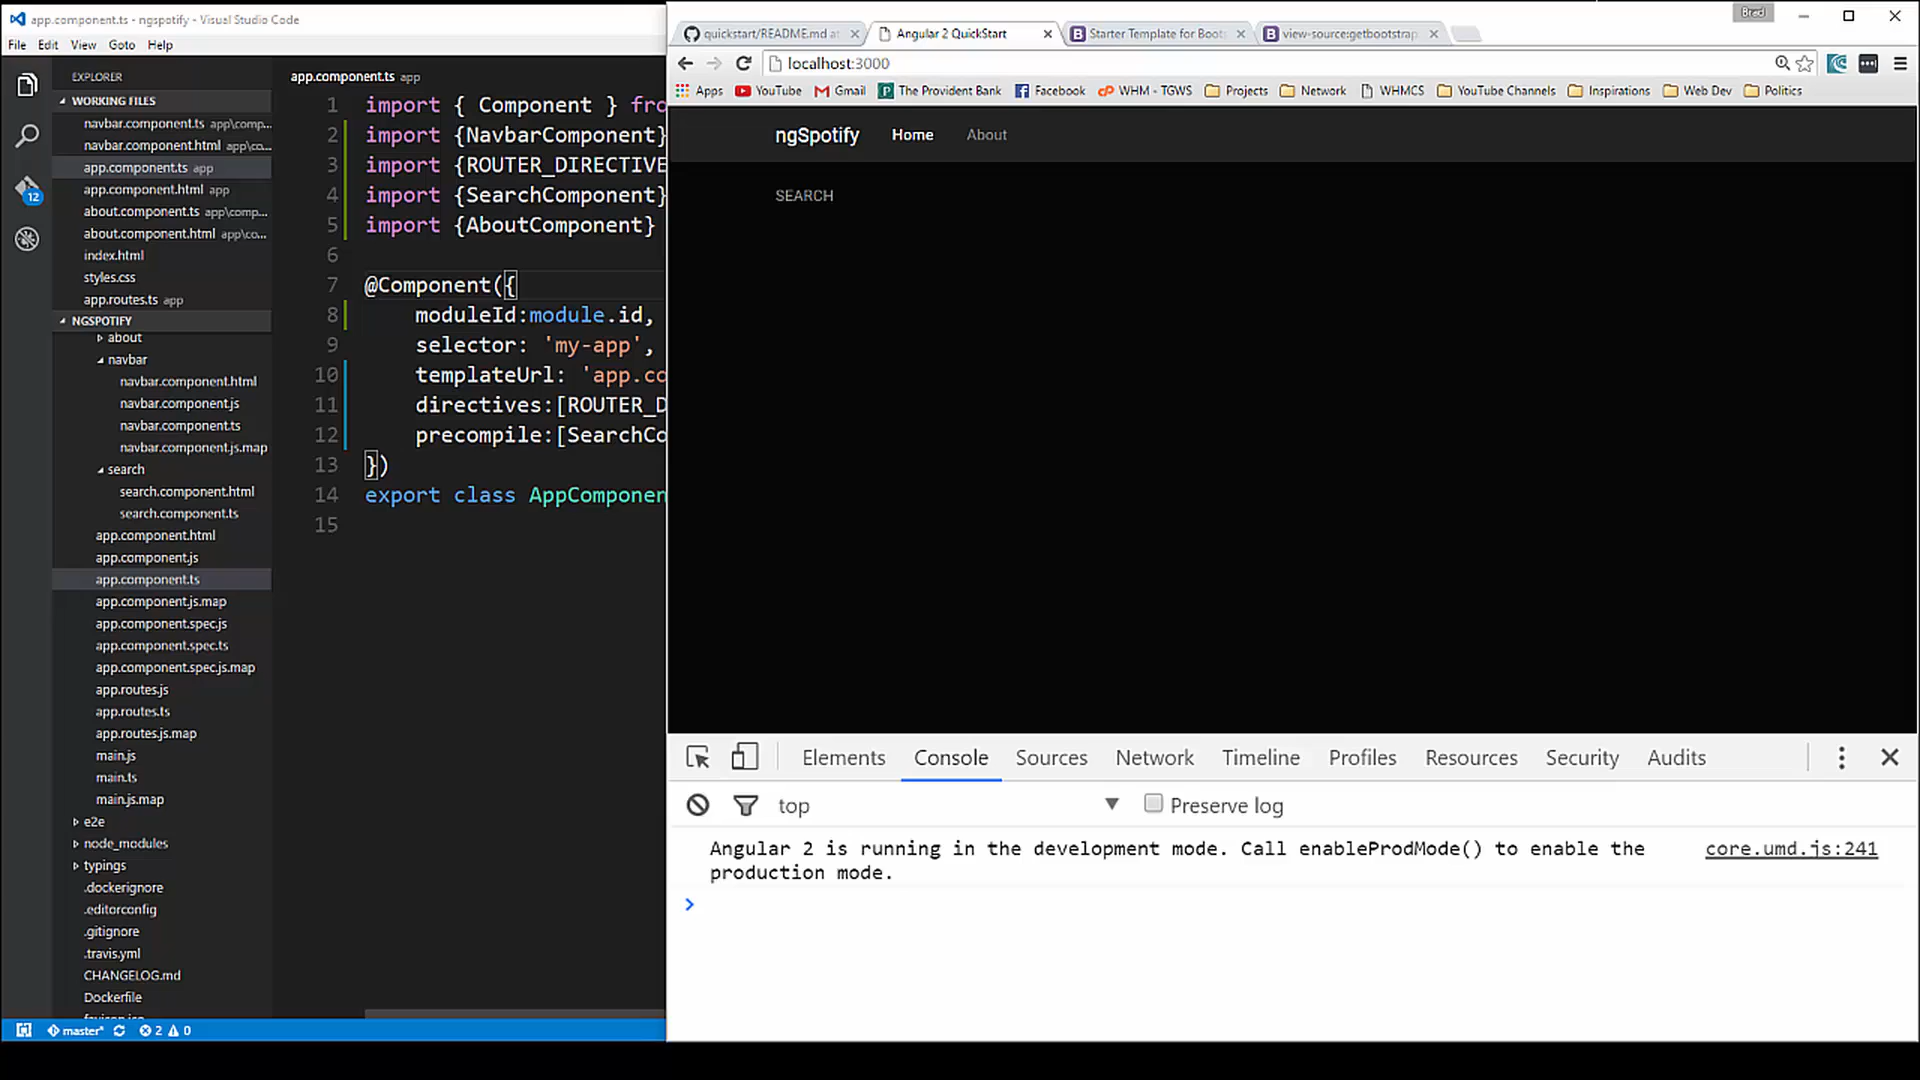 app.component.ts - ngspotify - Visual Studio Code
File Edit View Goto Help
EXPLORER
WORKING FILES
navbar.component.ts app\comp...
navbar.component.html app\co...
app.component.ts app
app.component.html app
about.component.ts app\comp...
about.component.html app\co...
index.html
styles.css
app.routes.ts app
NGSPOTIFY
about
navbar
navbar.component.html
navbar.component.js
navbar.component.ts
navbar.component.js.map
search
search.component.html
search.component.ts
app.component.html
app.component.js
app.component.ts
app.component.js.map
app.component.spec.js
app.component.spec.ts
app.component.spec.js.map
app.routes.js
app.routes.ts
app.routes.js.map
main.js
main.ts
main.js.map
e2e
node_modules
typings
.dockerignore
.editorconfig
.gitignore
.travis.yml
CHANGELOG.md
Dockerfile
12
master* 2 0
app.component.ts app
1 import { Component } fro
2 import {NavbarComponent}
3 import {ROUTER_DIRECTIVE
4 import {SearchComponent}
5 import {AboutComponent}
6
7 @Component({
8 moduleId:module.id,
9 selector: 'my-app',
10 templateUrl: 'app.co
11 directives:[ROUTER_D
12 precompile:[SearchCo
13 })
14 export class AppComponen
15
Brad
quickstart/README.md at Angular 2 QuickStart Starter Template for Boot view-source:getbootstrap
localhost:3000
Apps YouTube Gmail The Provident Bank Facebook WHM - TGWS Projects Network WHMCS YouTube Channels Inspirations Web Dev Politics
ngSpotify Home About
SEARCH
Elements Console Sources Network Timeline Profiles Resources Security Audits
top Preserve log
Angular 2 is running in the development mode. Call enableProdMode() to enable the core.umd.js:241
production mode.